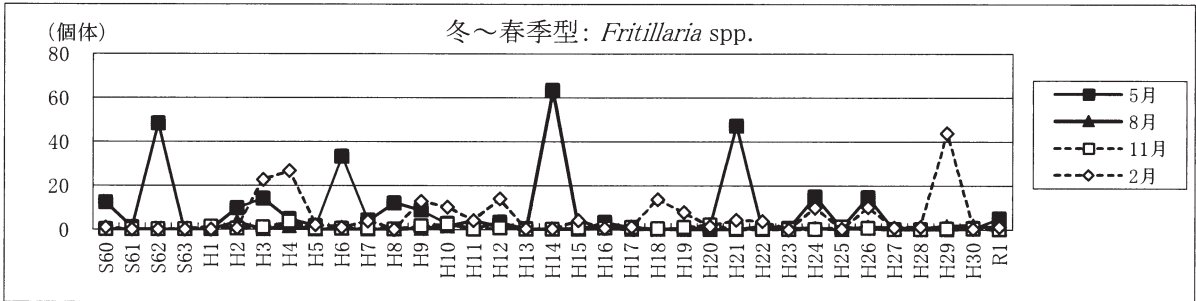 冬～春季型: Fritillaria spp.
(個体)
80
60
40
20
0
S60 S61 S62 S63 H1 H2 H3 H4 H5 H6 H7 H8 H9 H10 H11 H12 H13 H14 H15 H16 H17 H18 H19 H20 H21 H22 H23 H24 H25 H26 H27 H28 H29 H30 R1
5月
8月
11月
2月